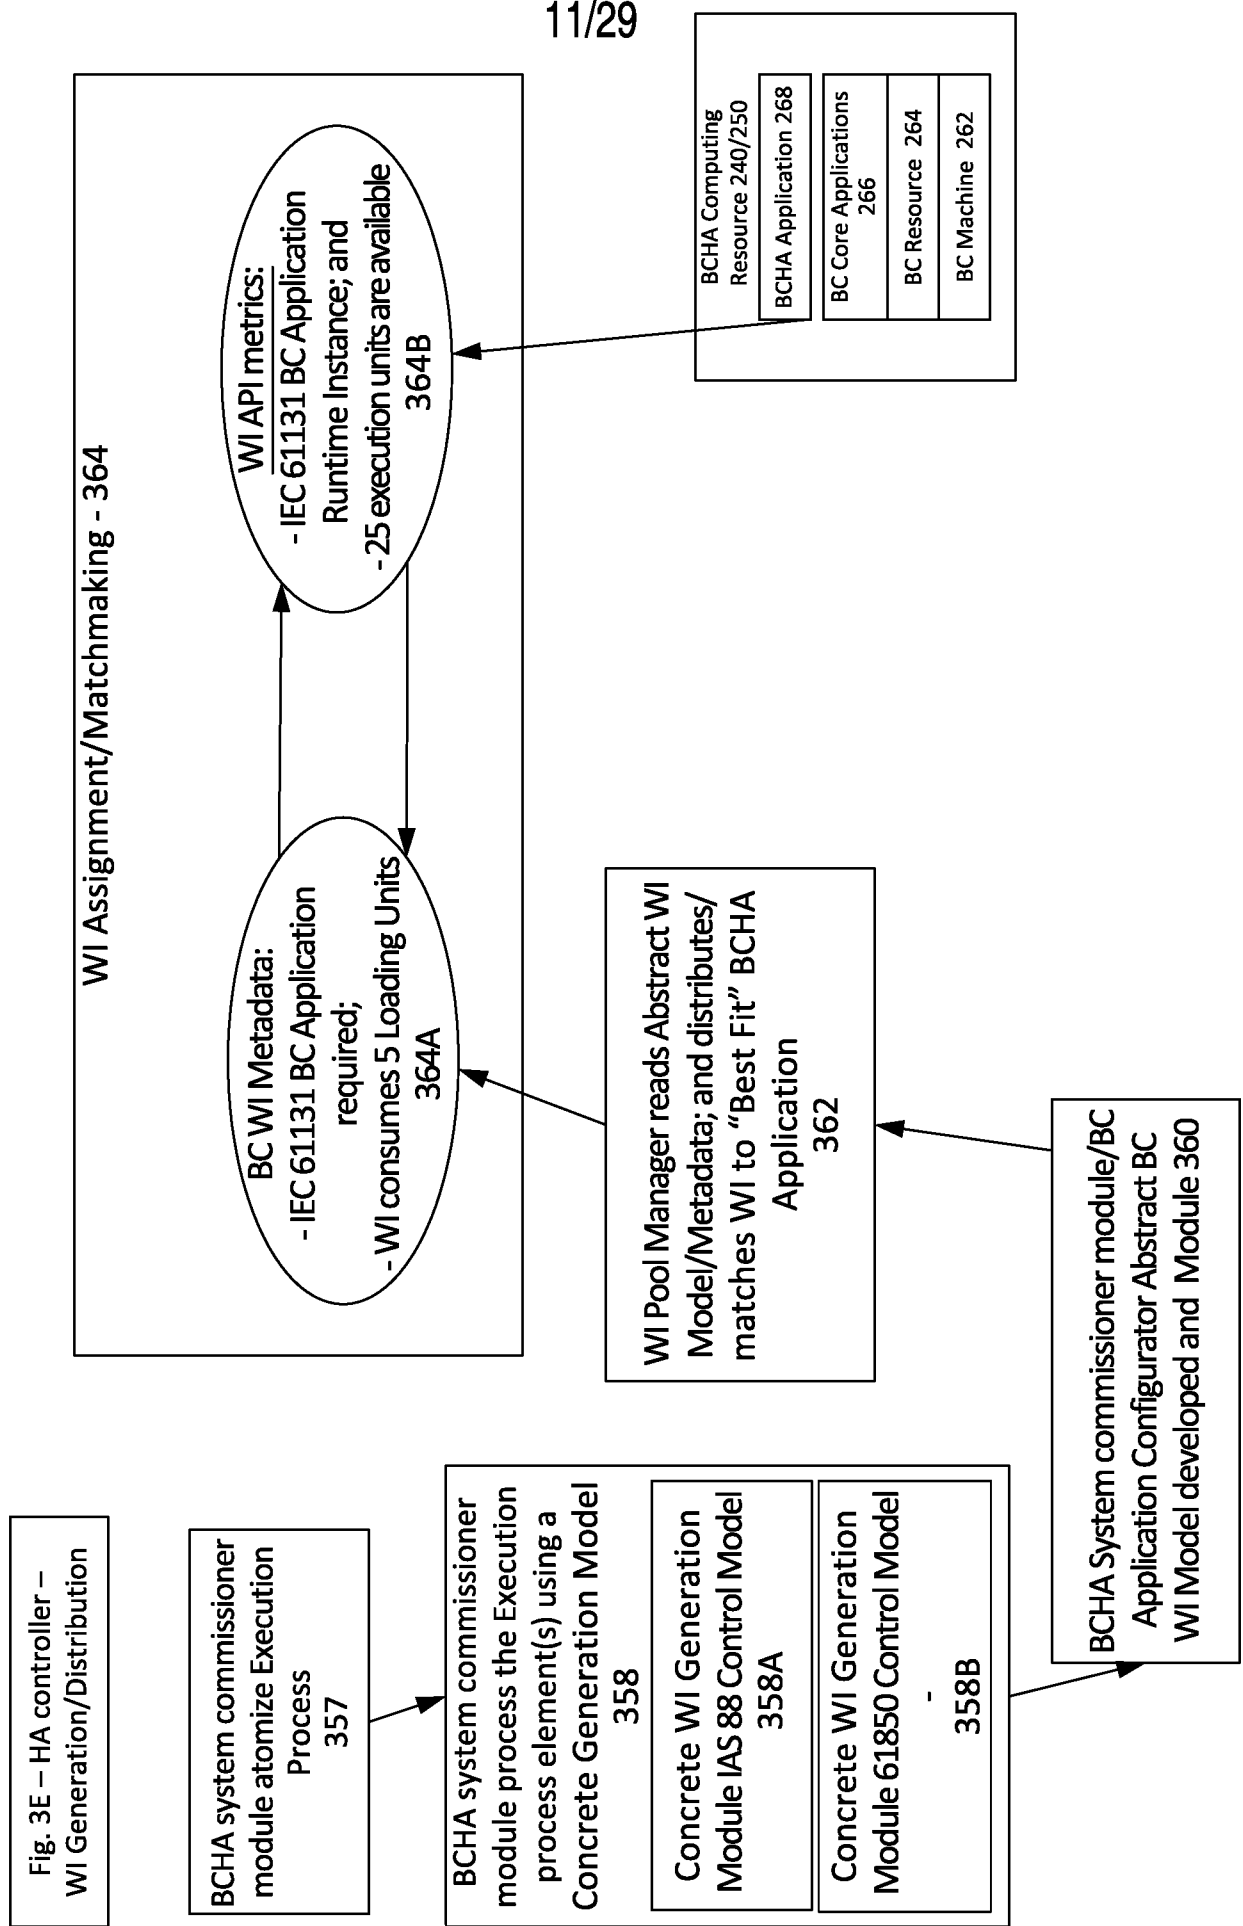 11/29
Fig. 3E – HA controller –
WI Generation/Distribution
BCHA system commissioner
module atomize Execution
Process
357
BCHA system commissioner
module process the Execution
process element(s) using a
Concrete Generation Model
358
Concrete WI Generation
Module IAS 88 Control Model
358A
Concrete WI Generation
Module 61850 Control Model
-
358B
BCHA System commissioner module/BC
Application Configurator Abstract BC
WI Model developed and Module 360
WI Pool Manager reads Abstract WI
Model/Metadata; and distributes/
matches WI to “Best Fit” BCHA
Application
362
WI Assignment/Matchmaking - 364
BC WI Metadata:
- IEC 61131 BC Application
required;
- WI consumes 5 Loading Units
364A
WI API metrics:
- IEC 61131 BC Application
Runtime Instance; and
- 25 execution units are available
364B
BCHA Computing
Resource 240/250
BCHA Application 268
BC Core Applications
266
BC Resource 264
BC Machine 262